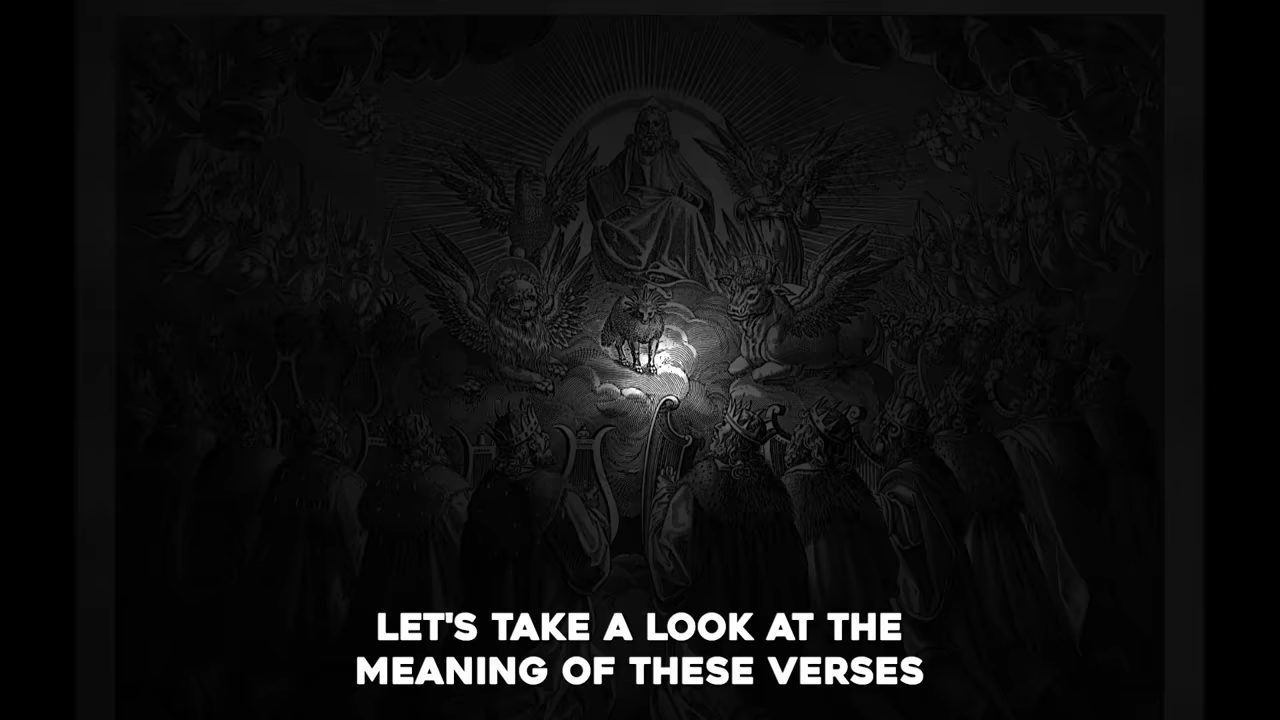 LET'S TAKE A LOOK AT THE
MEANING OF THESE VERSES